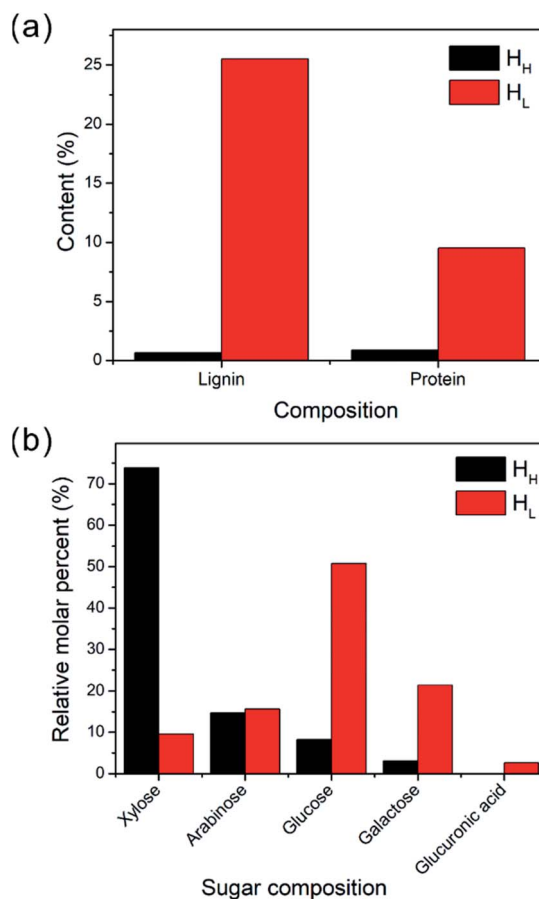 (a)
H_H
H_L
25
20
15
10
5
0
Content (%)
Lignin Protein
Composition
(b)
H_H
H_L
70
60
50
40
30
20
10
0
Relative molar percent (%)
Xylose Arabinose Glucose Galactose Glucuronic acid
Sugar composition